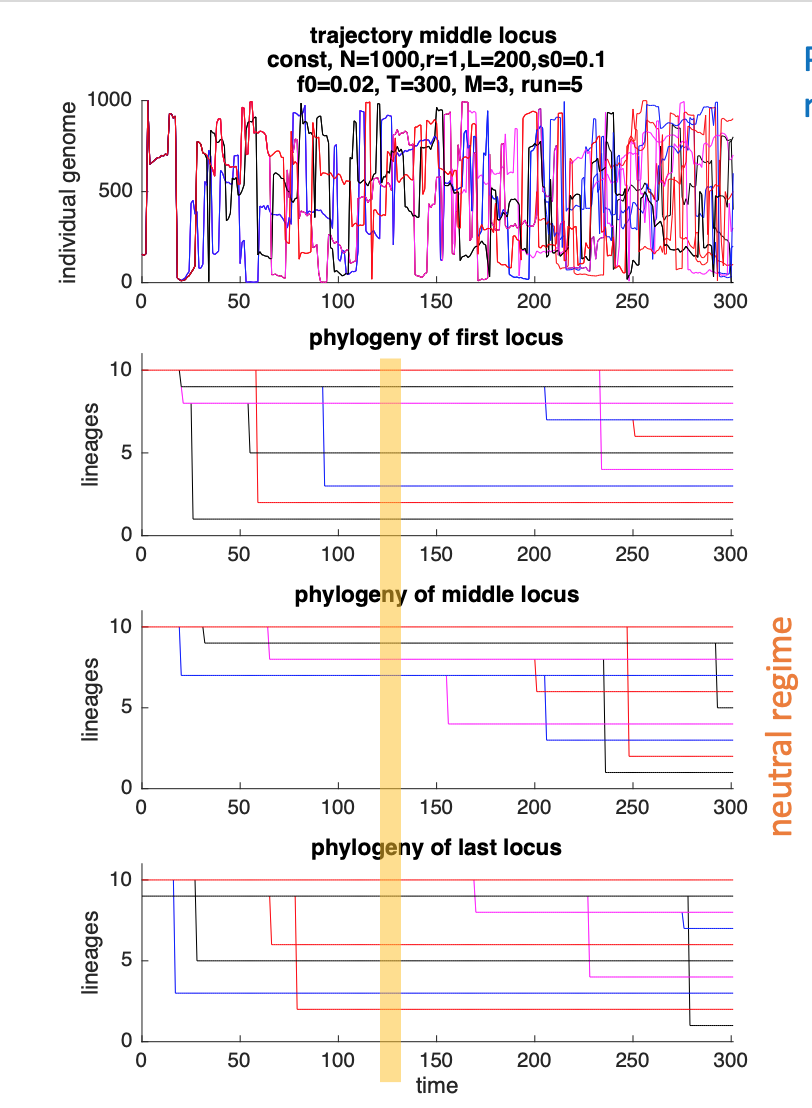 trajectory middle locus
const, N=1000,r=1,L=200,s0=0.1
f0=0.02, T=300, M=3, run=5
individual genome
1000
500
0
0 50 100 150 200 250 300
phylogeny of first locus
lineages
10
5
0
0 50 100 150 200 250 300
phylogeny of middle locus
lineages
10
5
0
0 50 100 150 200 250 300
neutral regime
phylogeny of last locus
lineages
10
5
0
0 50 100 150 200 250 300
time